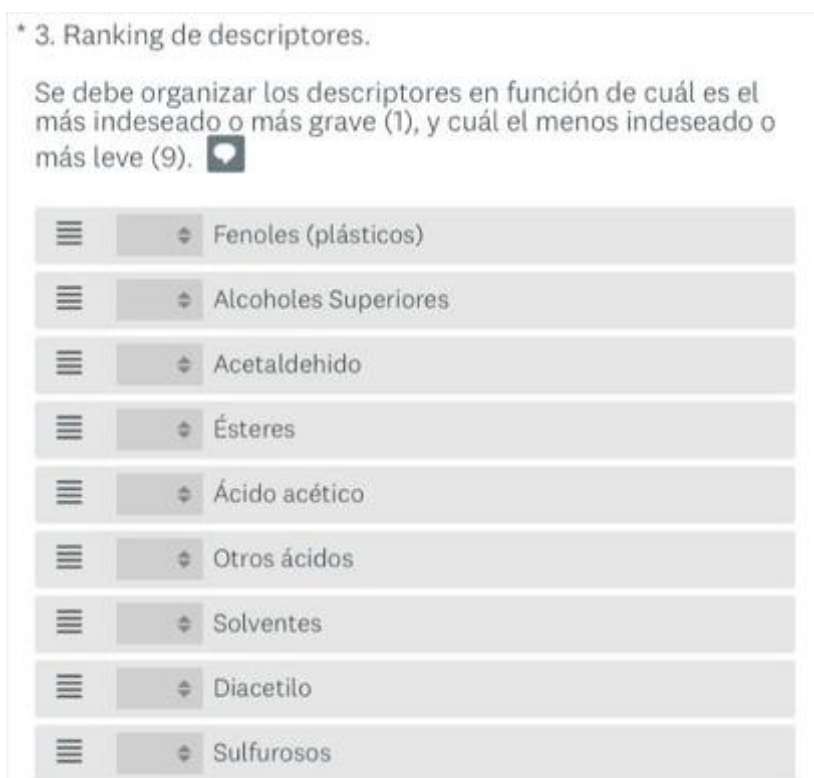 * 3. Ranking de descriptores.
Se debe organizar los descriptores en función de cuál es el
más indeseado o más grave (1), y cuál el menos indeseado o
más leve (9).
Fenoles (plásticos)
Alcoholes Superiores
Acetaldehido
Ésteres
Ácido acético
Otros ácidos
Solventes
Diacetilo
Sulfurosos